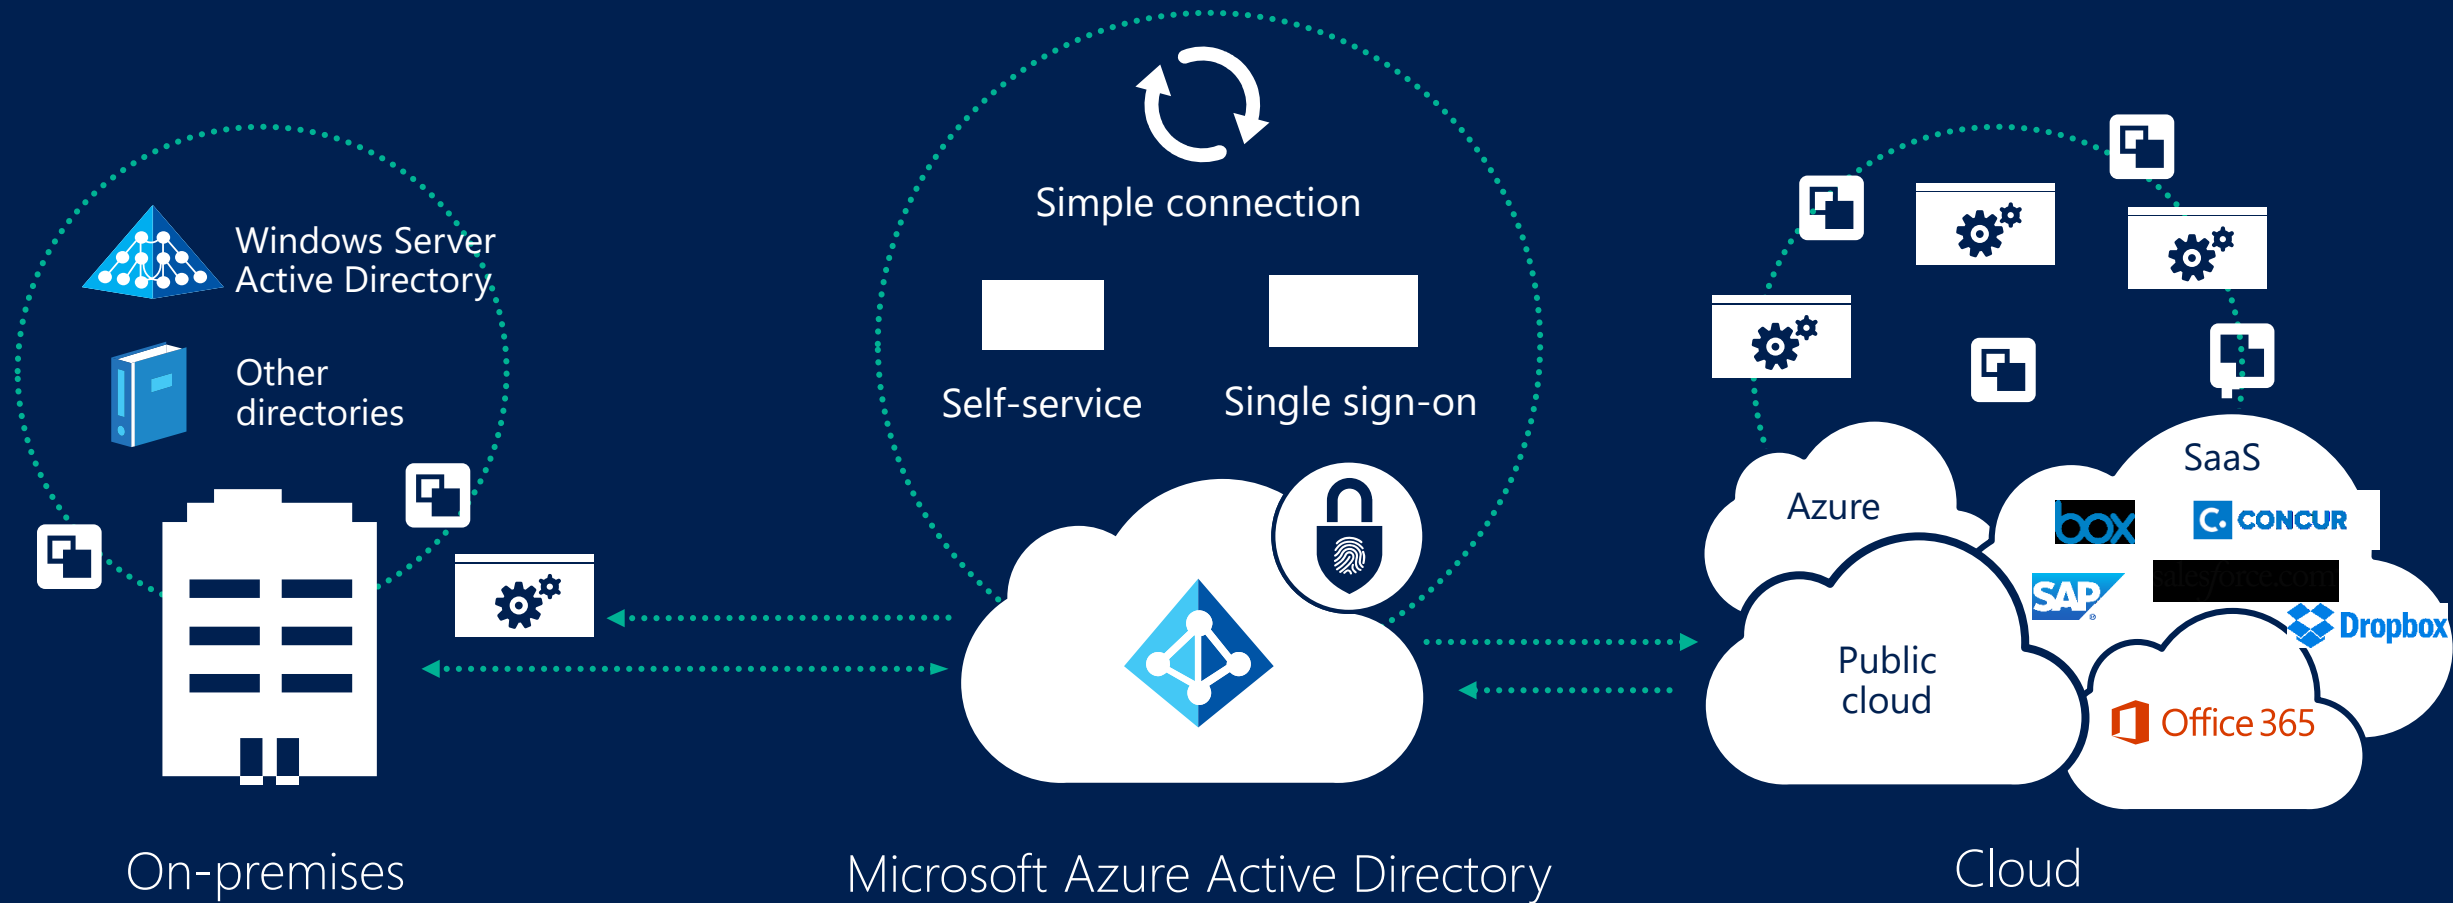 Windows Server
Active Directory
Other
directories
On-premises
Simple connection
Self-service
Single sign-on
Microsoft Azure Active Directory
SaaS
Azure
box
C. CONCUR
SAP
®
salesforce.com
Dropbox
Public
cloud
Office 365
Cloud